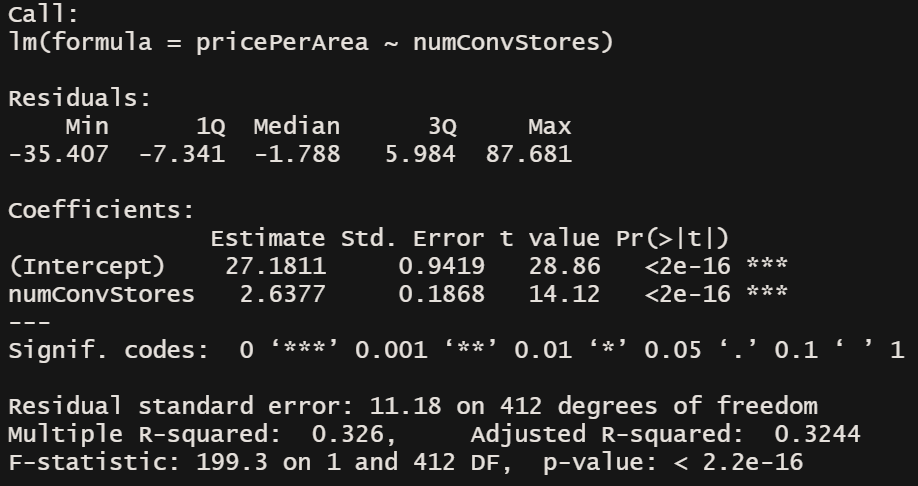 Call:
lm(formula = pricePerArea ~ numConvStores)
Residuals:
    Min      1Q  Median      3Q     Max
-35.407  -7.341  -1.788   5.984  87.681
Coefficients:
              Estimate Std. Error t value Pr(>|t|)
(Intercept)    27.1811     0.9419   28.86   <2e-16 ***
numConvStores   2.6377     0.1868   14.12   <2e-16 ***
---
Signif. codes:  0 ‘***’ 0.001 ‘**’ 0.01 ‘*’ 0.05 ‘.’ 0.1 ‘ ’ 1
Residual standard error: 11.18 on 412 degrees of freedom
Multiple R-squared:  0.326,	Adjusted R-squared:  0.3244
F-statistic: 199.3 on 1 and 412 DF,  p-value: < 2.2e-16